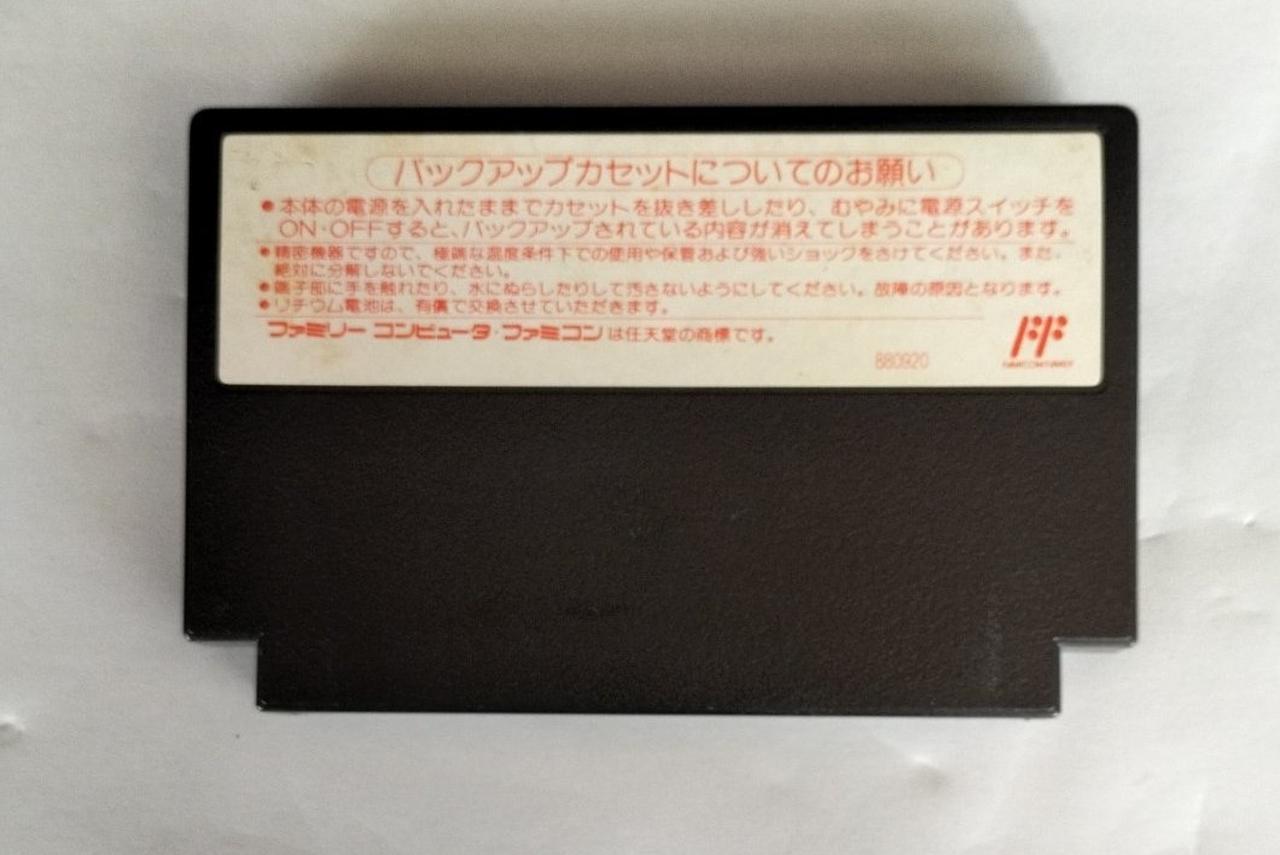 バックアップカセットについてのお願い
●本体の電源を入れたままでカセットを抜き差ししたり、むやみに電源スイッチを
ON・OFFすると、バックアップされている内容が消えてしまうことがあります。
●精密機器ですので、極端な温度条件下での使用や保管および強いショックをさけてください。また、
絶対に分解しないでください。
●端子部に手を触れたり、水にぬらしたりして汚さないようにしてください。故障の原因となります。
●リチウム電池は、有償で交換させていただきます。
ファミリー コンピュータ・ファミコンは任天堂の商標です。
880920
FF
FAMICOM FAMILY